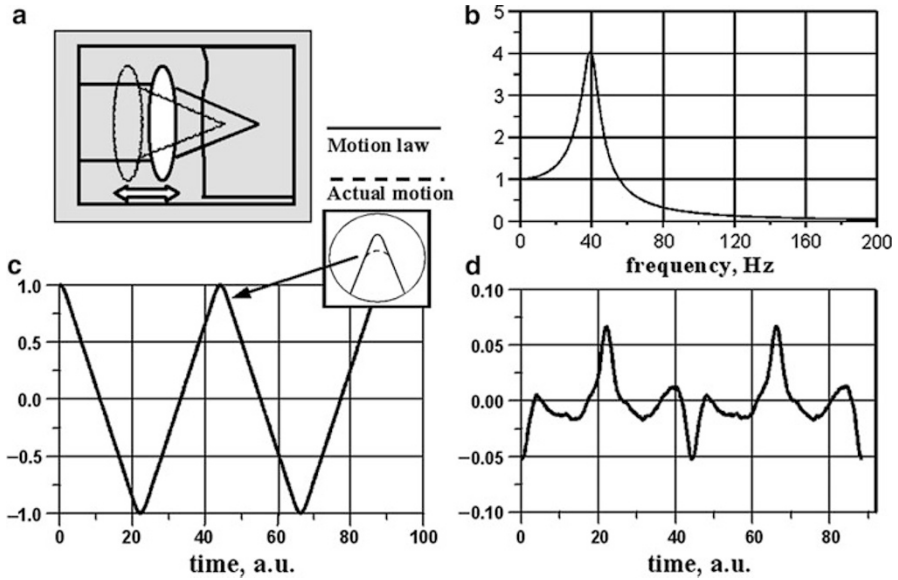 a
Motion law
Actual motion
b
5
4
3
2
1
0
0 40 80 120 160 200
frequency, Hz
c
1.0
0.5
0.0
−0.5
−1.0
0 20 40 60 80 100
time, a.u.
d
0.10
0.05
0.00
−0.05
−0.10
0 20 40 60 80
time, a.u.